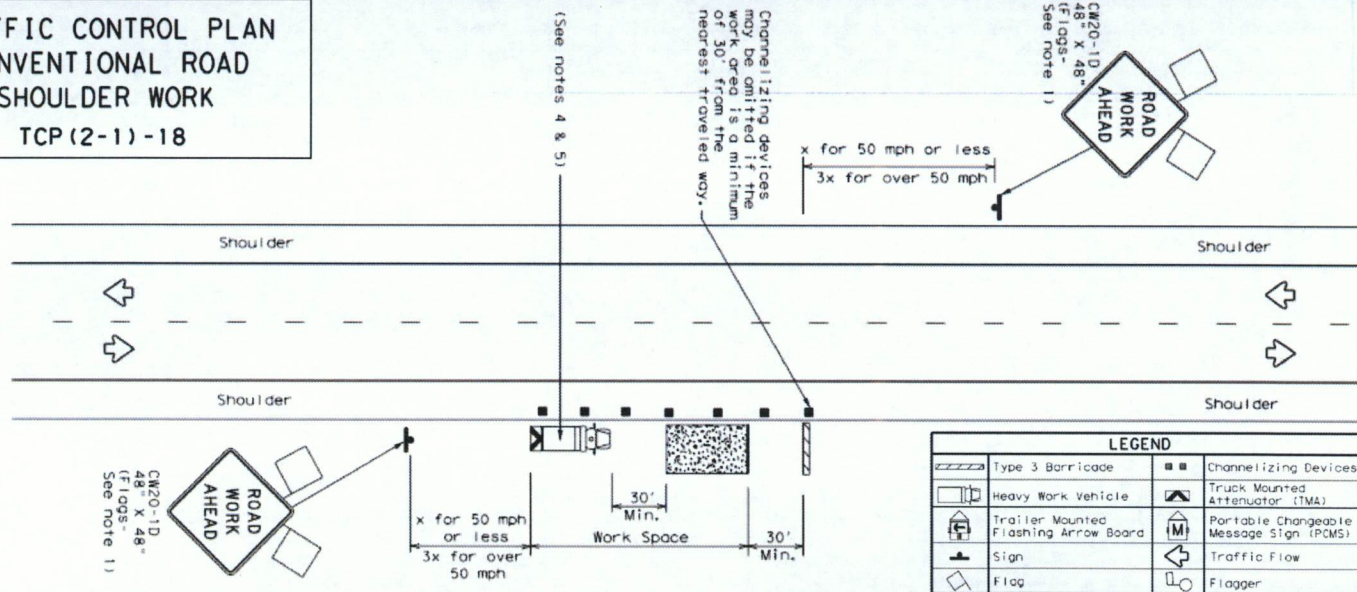 FFIC CONTROL PLAN
NVENTIONAL ROAD
SHOULDER WORK
TCP(2-1)-18
(See notes 4 & 5)
Channelizing devices
may be omitted if the
work area is a minimum
of 30' from the
nearest traveled way.
CW20-1D
48" X 48"
(Flags-
See note 1)
ROAD
WORK
AHEAD
x for 50 mph or less
3x for over 50 mph
Shoulder
Shoulder
Shoulder
Shoulder
CW20-1D
48" X 48"
(Flags-
See note 1)
ROAD
WORK
AHEAD
x for 50 mph
or less
3x for over
50 mph
30'
Min.
Work Space
30'
Min.
LEGEND
Type 3 Barricade
Channelizing Devices
Heavy Work Vehicle
Truck Mounted
Attenuator (TMA)
Trailer Mounted
Flashing Arrow Board
M
Portable Changeable
Message Sign (PCMS)
Sign
Traffic Flow
Flag
Flagger